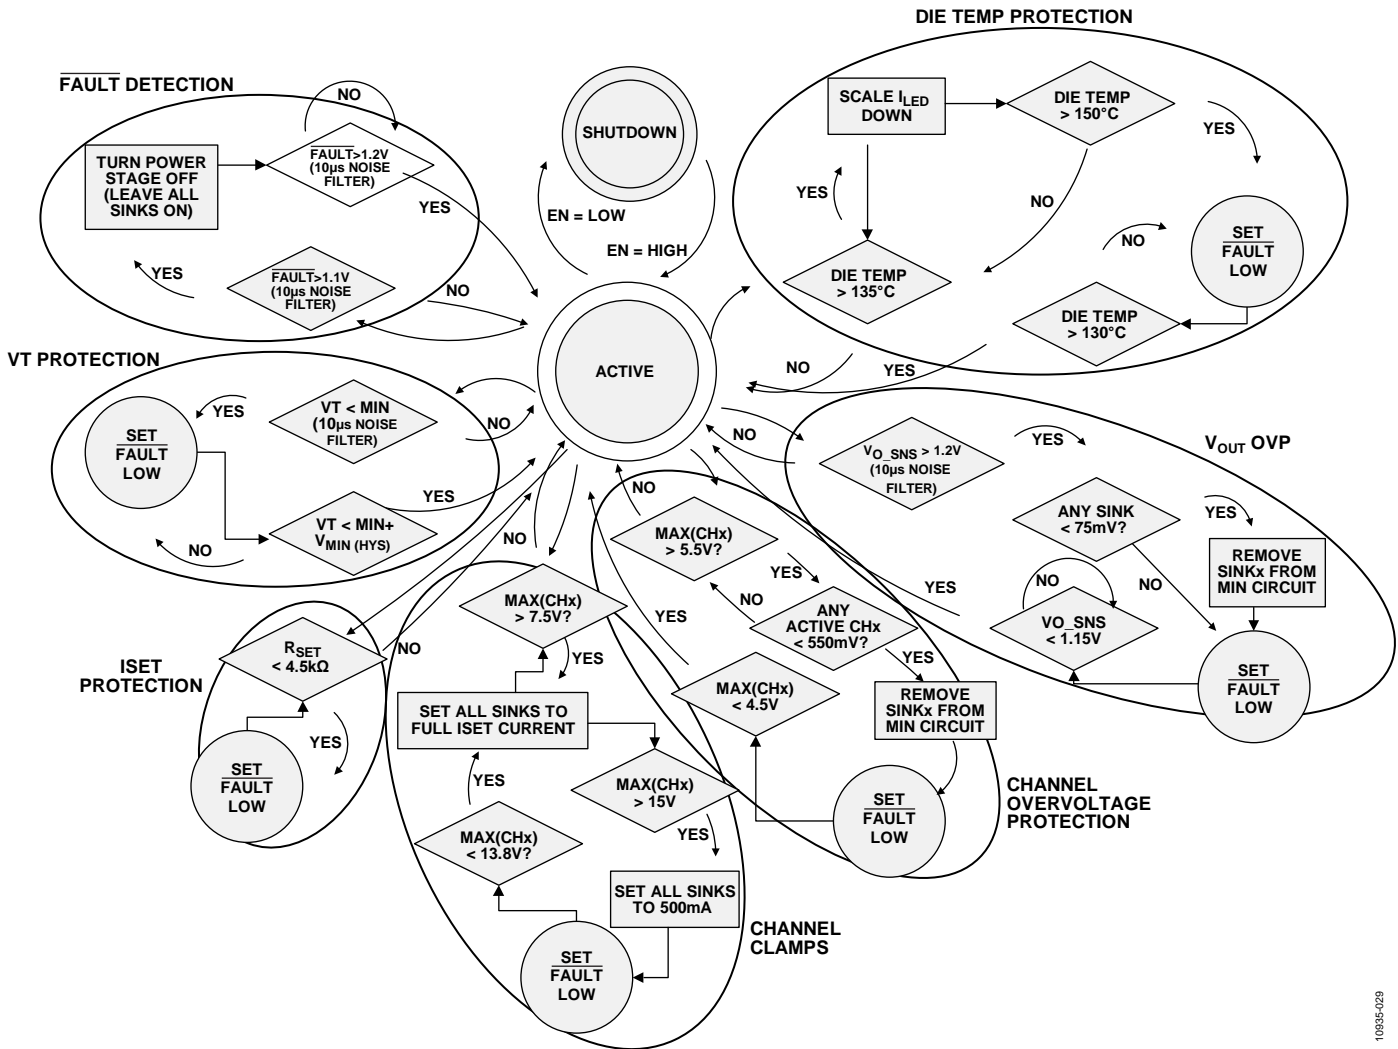 DIE TEMP PROTECTION
SCALE ILED
DOWN
DIE TEMP
> 150°C
YES
YES
NO
NO
SET
FAULT
LOW
DIE TEMP
> 135°C
DIE TEMP
> 130°C
NO
YES
FAULT DETECTION
NO
TURN POWER
STAGE OFF
(LEAVE ALL
SINKS ON)
FAULT>1.2V
(10µs NOISE
FILTER)
YES
YES
FAULT>1.1V
(10µs NOISE
FILTER)
NO
SHUTDOWN
EN = LOW
EN = HIGH
ACTIVE
VT PROTECTION
SET
FAULT
LOW
YES
VT < MIN
(10µs NOISE
FILTER)
NO
YES
NO
VT < MIN+
VMIN (HYS)
VOUT OVP
NO
VO_SNS > 1.2V
(10µs NOISE
FILTER)
YES
ANY SINK
< 75mV?
YES
REMOVE
SINKx FROM
MIN CIRCUIT
NO
NO
VO_SNS
< 1.15V
YES
SET
FAULT
LOW
ISET
PROTECTION
RSET
< 4.5kΩ
NO
YES
SET
FAULT
LOW
NO
MAX(CHx)
> 7.5V?
YES
SET ALL SINKS TO
FULL ISET CURRENT
YES
MAX(CHx)
> 15V
YES
MAX(CHx)
< 13.8V?
SET ALL SINKS
TO 500mA
SET
FAULT
LOW
CHANNEL
CLAMPS
NO
MAX(CHx)
> 5.5V?
YES
NO
ANY
ACTIVE CHx
< 550mV?
YES
YES
MAX(CHx)
< 4.5V
REMOVE
SINKx FROM
MIN CIRCUIT
SET
FAULT
LOW
CHANNEL
OVERVOLTAGE
PROTECTION
10935-029